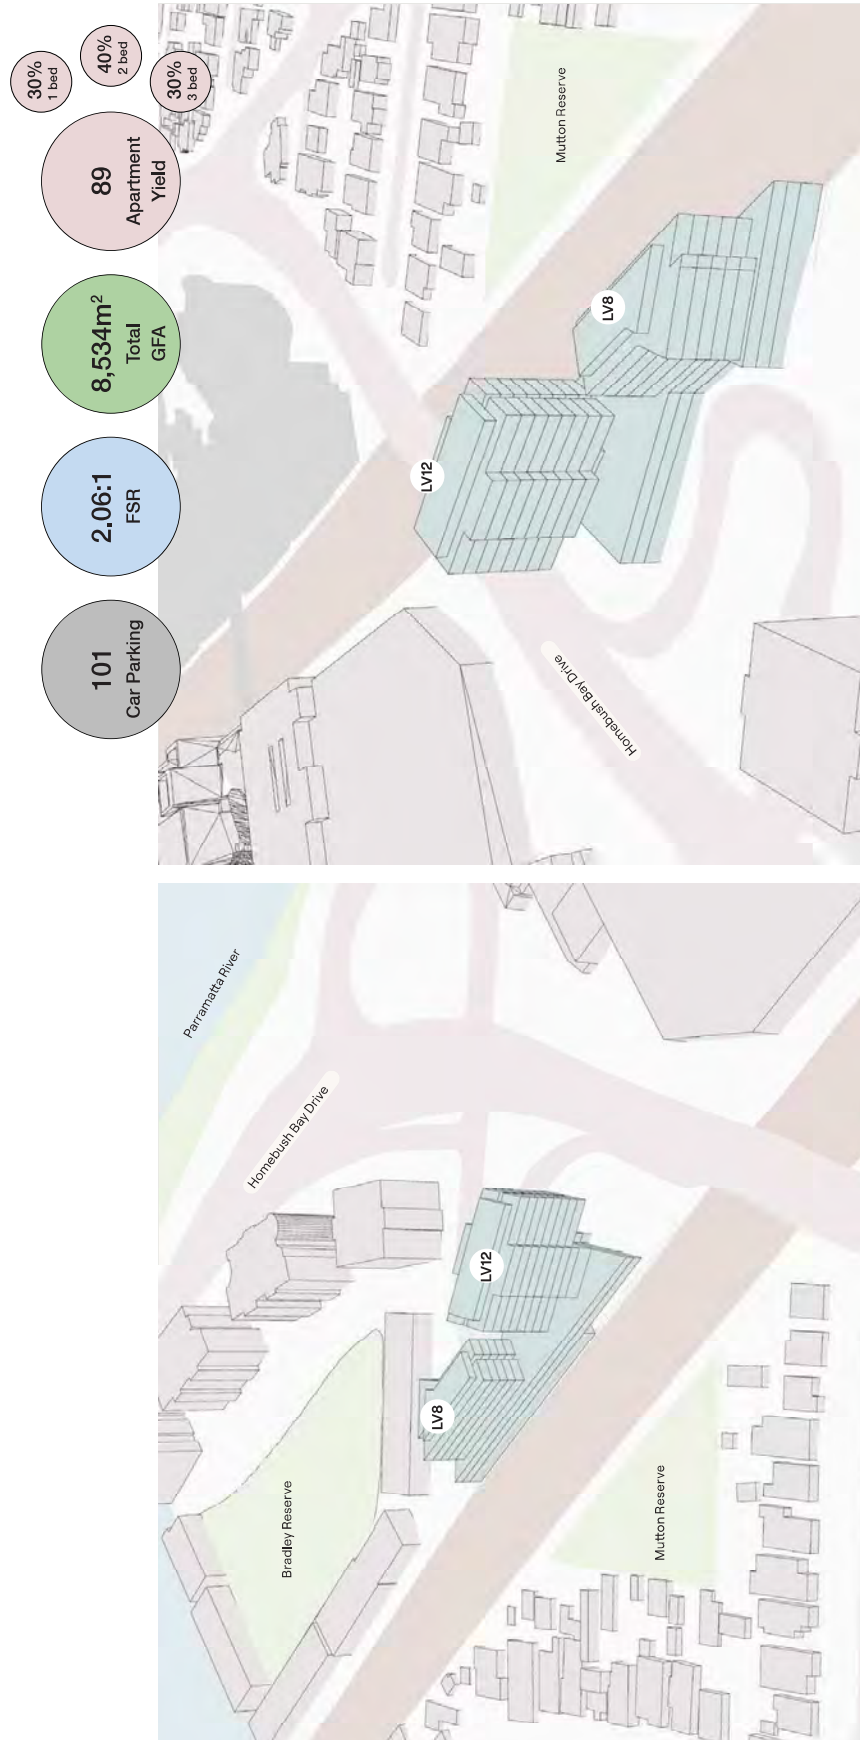 101
Car Parking
2.06:1
FSR
8,534m²
Total
GFA
89
Apartment
Yield
30%
1 bed
40%
2 bed
30%
3 bed
Parramatta River
Homebush Bay Drive
Bradley Reserve
LV8
LV12
Mutton Reserve
LV12
Mutton Reserve
LV8
Homebush Bay Drive